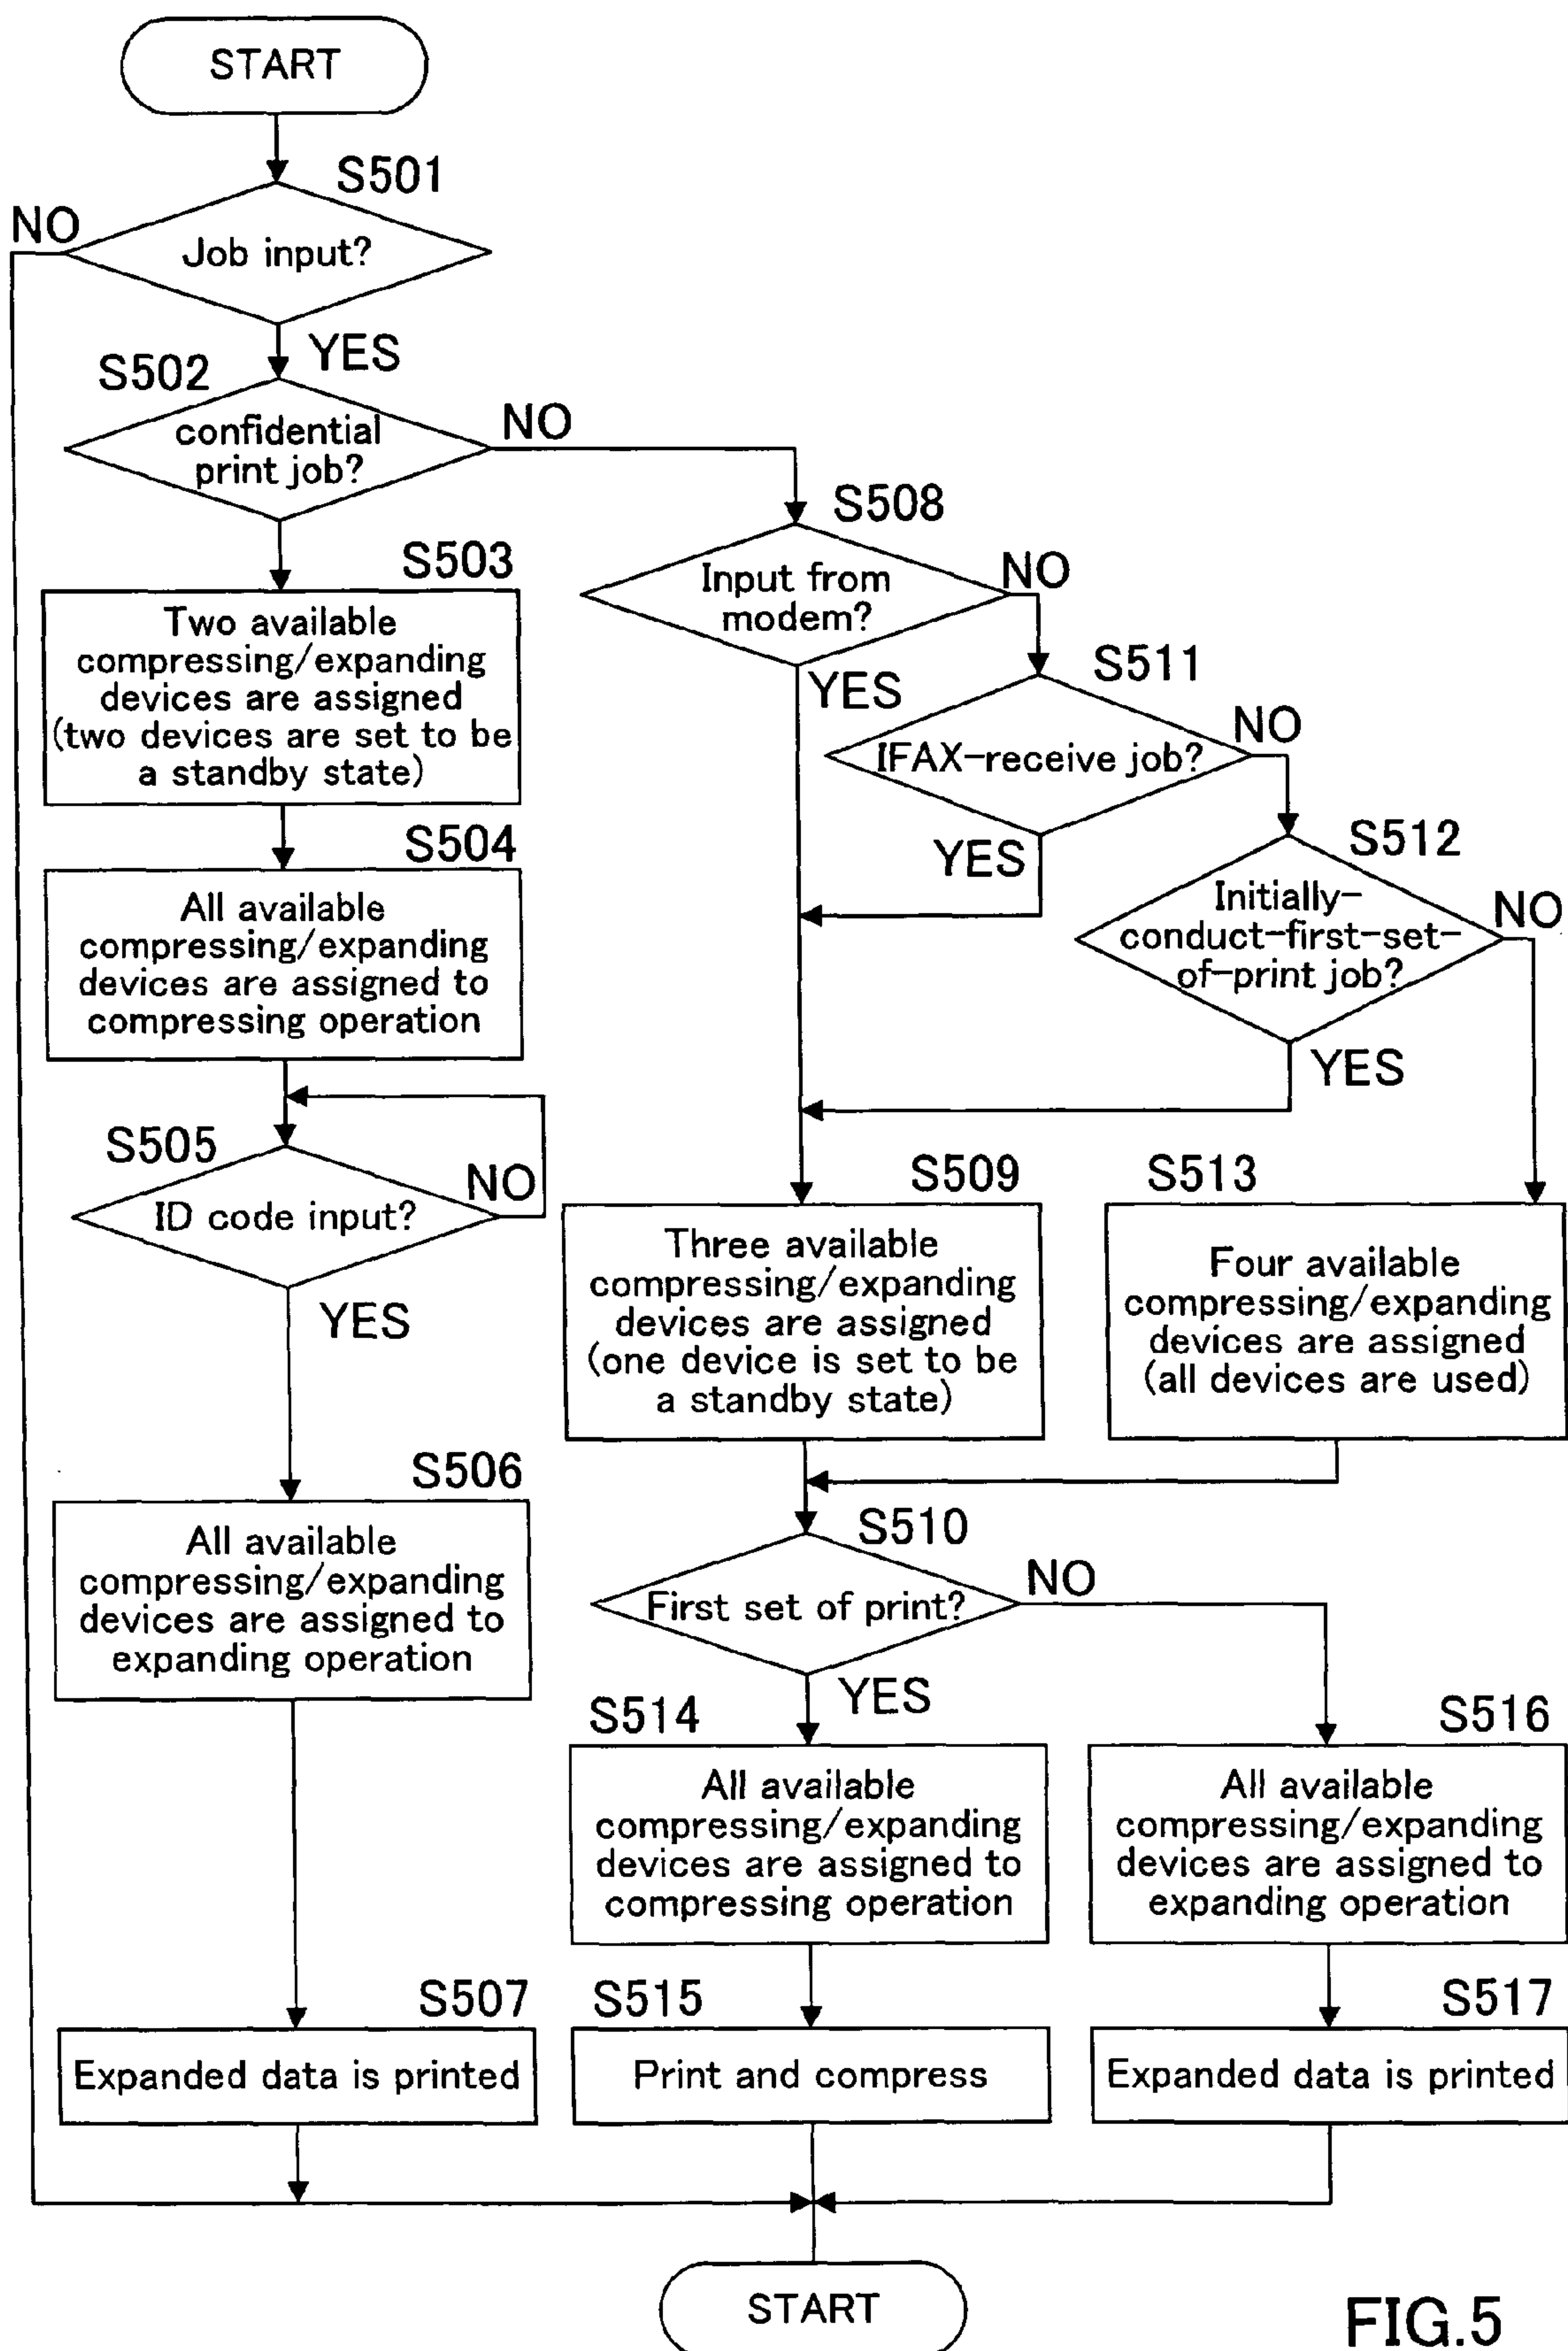 START
S501
NO
Job input?
YES
S502
confidential
print job?
NO
S503
Two available
compressing/expanding
devices are assigned
(two devices are set to be
a standby state)
S504
All available
compressing/expanding
devices are assigned to
compressing operation
S505
ID code input?
NO
YES
S506
All available
compressing/expanding
devices are assigned to
expanding operation
S507
Expanded data is printed
S508
Input from
modem?
NO
YES
S511
IFAX-receive job?
NO
YES
S512
Initially-
conduct-first-set-
of-print job?
NO
YES
S509
Three available
compressing/expanding
devices are assigned
(one device is set to be
a standby state)
S513
Four available
compressing/expanding
devices are assigned
(all devices are used)
S510
First set of print?
NO
YES
S514
All available
compressing/expanding
devices are assigned to
compressing operation
S515
Print and compress
S516
All available
compressing/expanding
devices are assigned to
expanding operation
S517
Expanded data is printed
START
FIG.5